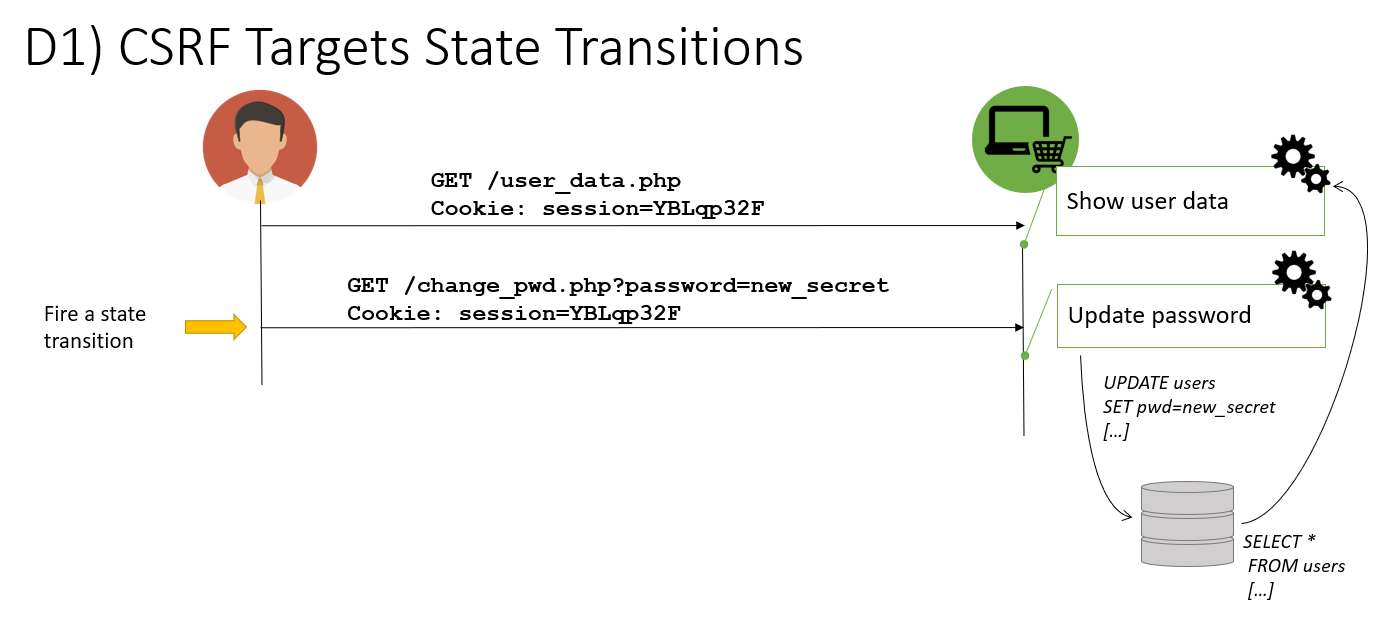 D1) CSRF Targets State Transitions
GET /user_data.php
Cookie: session=YBLqp32F
Show user data
GET /change_pwd.php?password=new_secret
Cookie: session=YBLqp32F
Fire a state
transition
Update password
UPDATE users
SET pwd=new_secret
[…]
SELECT *
FROM users
[…]